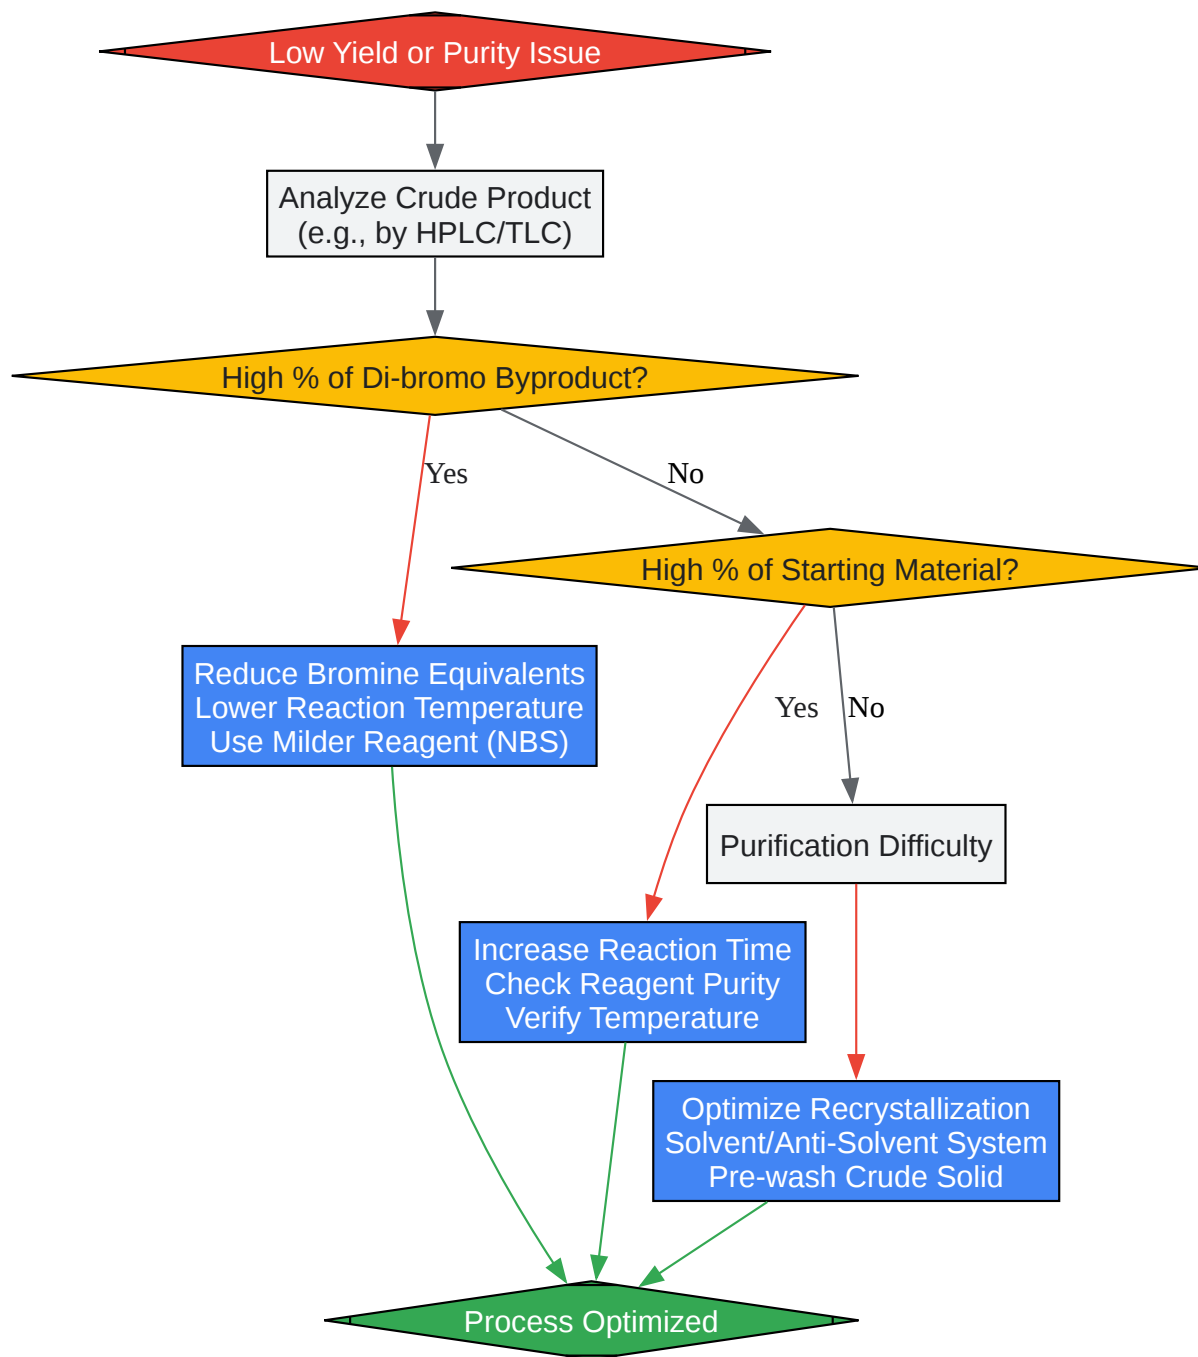 Low Yield or Purity Issue
Analyze Crude Product
(e.g., by HPLC/TLC)
High % of Di-bromo Byproduct?
Yes
No
High % of Starting Material?
Reduce Bromine Equivalents
Lower Reaction Temperature
Use Milder Reagent (NBS)
Yes
No
Purification Difficulty
Increase Reaction Time
Check Reagent Purity
Verify Temperature
Optimize Recrystallization
Solvent/Anti-Solvent System
Pre-wash Crude Solid
Process Optimized